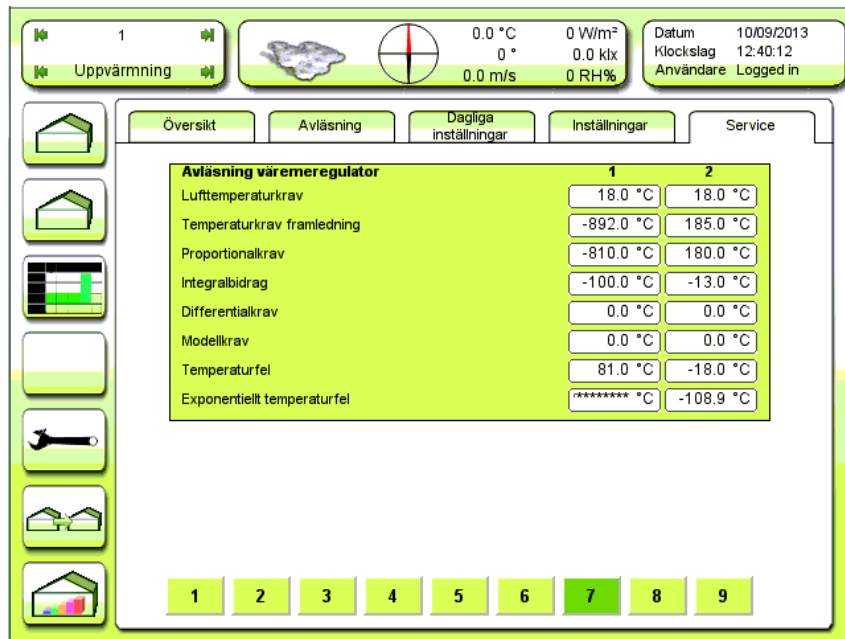 1
Uppvärmning
0.0 °C 0 W/m²
0 ° 0.0 klx
0.0 m/s 0 RH%
Datum 10/09/2013
Klockslag 12:40:12
Användare Logged in
Översikt
Avläsning
Dagliga
inställningar
Inställningar
Service
Avläsning väremeregulator 1 2
Lufttemperaturkrav 18.0 °C 18.0 °C
Temperaturkrav framledning -892.0 °C 185.0 °C
Proportionalkrav -810.0 °C 180.0 °C
Integralbidrag -100.0 °C -13.0 °C
Differentialkrav 0.0 °C 0.0 °C
Modellkrav 0.0 °C 0.0 °C
Temperaturfel 81.0 °C -18.0 °C
Exponentiellt temperaturfel ******** °C -108.9 °C
1 2 3 4 5 6 7 8 9